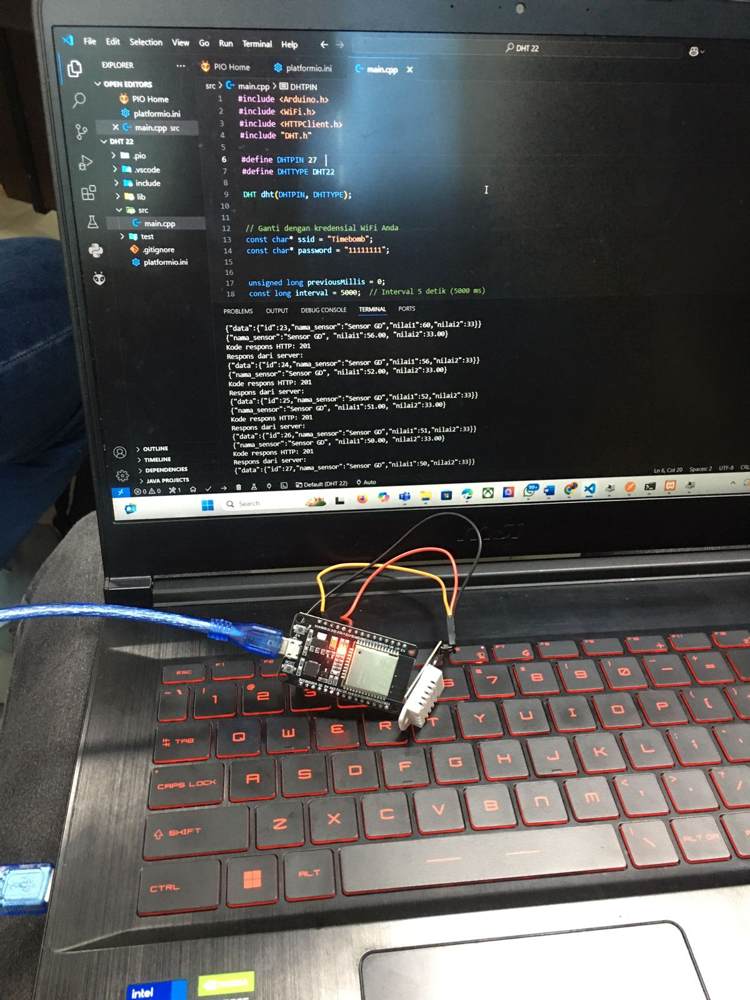 File Edit Selection View Go Run Terminal Help
DHT 22
EXPLORER
OPEN EDITORS
PIO Home
platformio.ini
main.cpp src
DHT 22
.pio
.vscode
include
lib
src
main.cpp
test
.gitignore
platformio.ini
OUTLINE
TIMELINE
DEPENDENCIES
JAVA PROJECTS
PIO Home platformio.ini main.cpp
src > main.cpp > DHTPIN
1 #include <Arduino.h>
2 #include <WiFi.h>
3 #include <HTTPClient.h>
4 #include "DHT.h"
5
6 #define DHTPIN 27
7 #define DHTTYPE DHT22
8
9 DHT dht(DHTPIN, DHTTYPE);
10
11
12 // Ganti dengan kredensial WiFi Anda
13 const char* ssid = "Timebomb";
14 const char* password = "11111111";
15
16
17 unsigned long previousMillis = 0;
18 const long interval = 5000; // Interval 5 detik (5000 ms)
PROBLEMS OUTPUT DEBUG CONSOLE TERMINAL PORTS
{"data":{"id":23,"nama_sensor":"Sensor GD","nilai1":60,"nilai2":33}}
{"nama_sensor":"Sensor GD", "nilai1":56.00, "nilai2":33.00}
Kode respons HTTP: 201
Respons dari server:
{"data":{"id":24,"nama_sensor":"Sensor GD","nilai1":56,"nilai2":33}}
{"nama_sensor":"Sensor GD", "nilai1":52.00, "nilai2":33.00}
Kode respons HTTP: 201
Respons dari server:
{"data":{"id":25,"nama_sensor":"Sensor GD","nilai1":52,"nilai2":33}}
{"nama_sensor":"Sensor GD", "nilai1":51.00, "nilai2":33.00}
Kode respons HTTP: 201
Respons dari server:
{"data":{"id":26,"nama_sensor":"Sensor GD","nilai1":51,"nilai2":33}}
{"nama_sensor":"Sensor GD", "nilai1":50.00, "nilai2":33.00}
Kode respons HTTP: 201
Respons dari server:
{"data":{"id":27,"nama_sensor":"Sensor GD","nilai1":50,"nilai2":33}}
Ln 6, Col 20 Spaces: 2 UTF-8 CRL
0 0 1 Default (DHT 22) Auto
Search
99+
msi
BOOT
ESC F1 F7 F11
1 @ 2 7 * 8 ( 9 ) 0 - =
TAB Q W E R T Y U I O P
CAPS LOCK A S D F G H J K L
SHIFT Z X C V B N M
CTRL ALT ALT GR
intel
NVIDIA